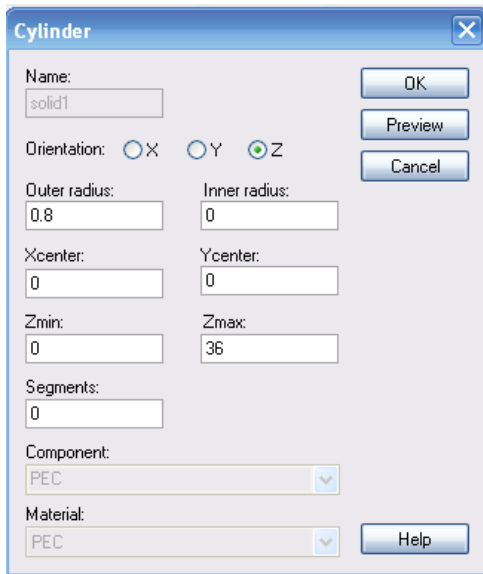 Cylinder
Name:
OK
solid1
Preview
Orientation: X Y Z
Cancel
Outer radius: Inner radius:
0.8 0
Xcenter: Ycenter:
0 0
Zmin: Zmax:
0 36
Segments:
0
Component:
PEC
Material:
PEC Help